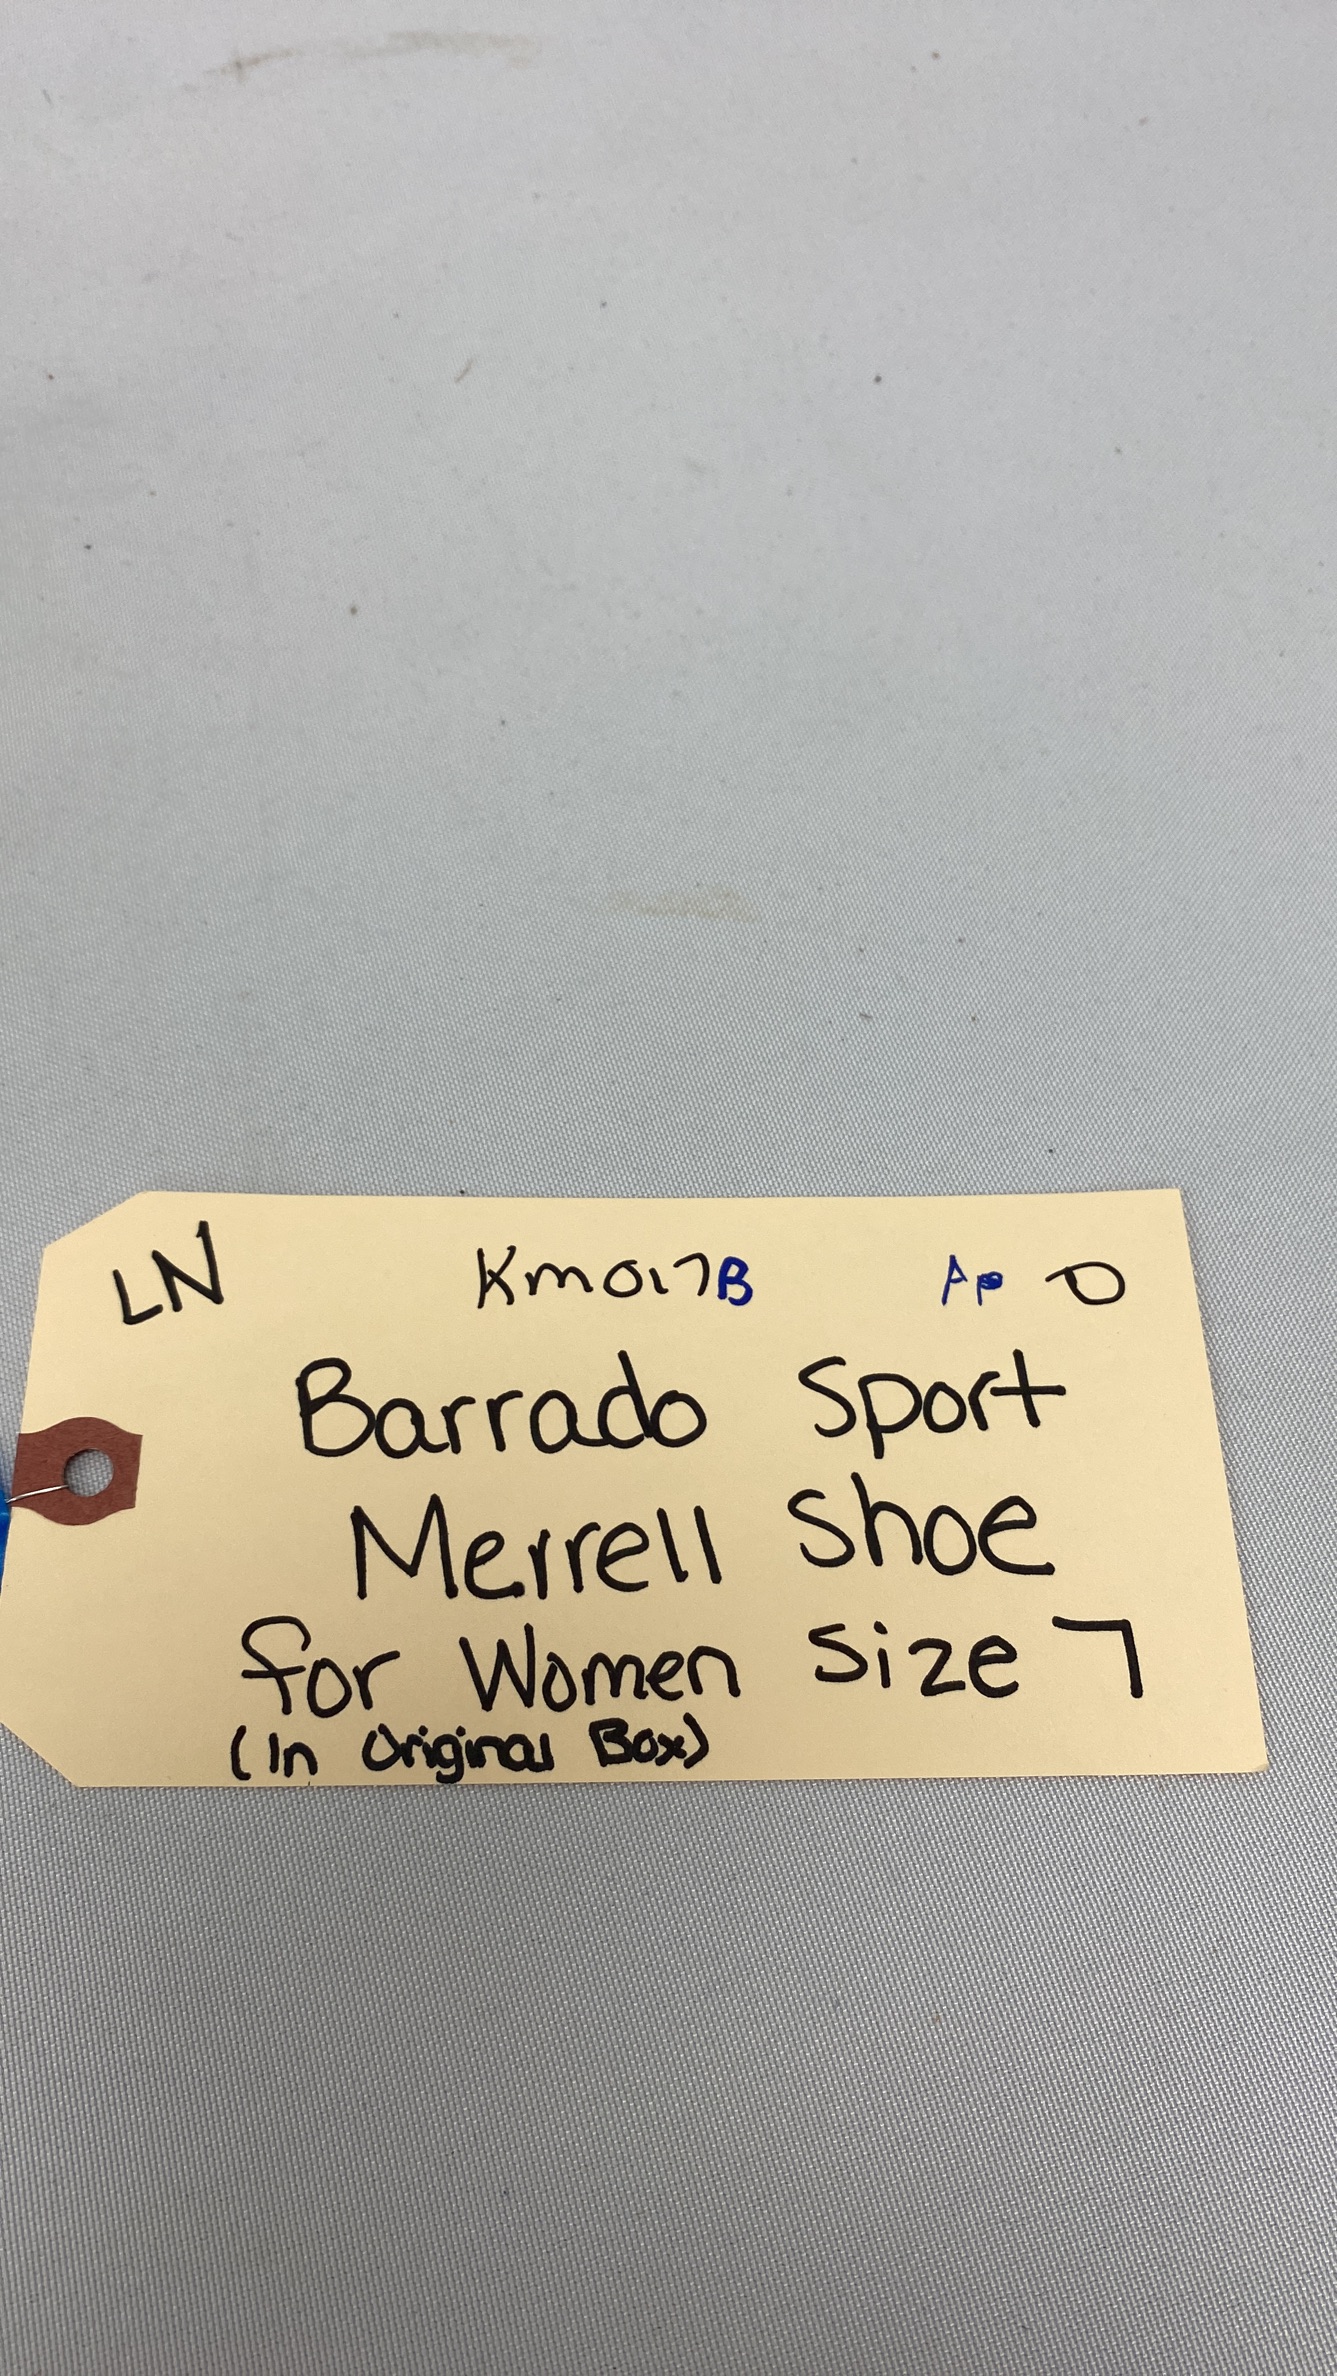 LN Km017B Ap O
Barrado Sport
Merrell Shoe
for Women Size 7
(In Original Box)